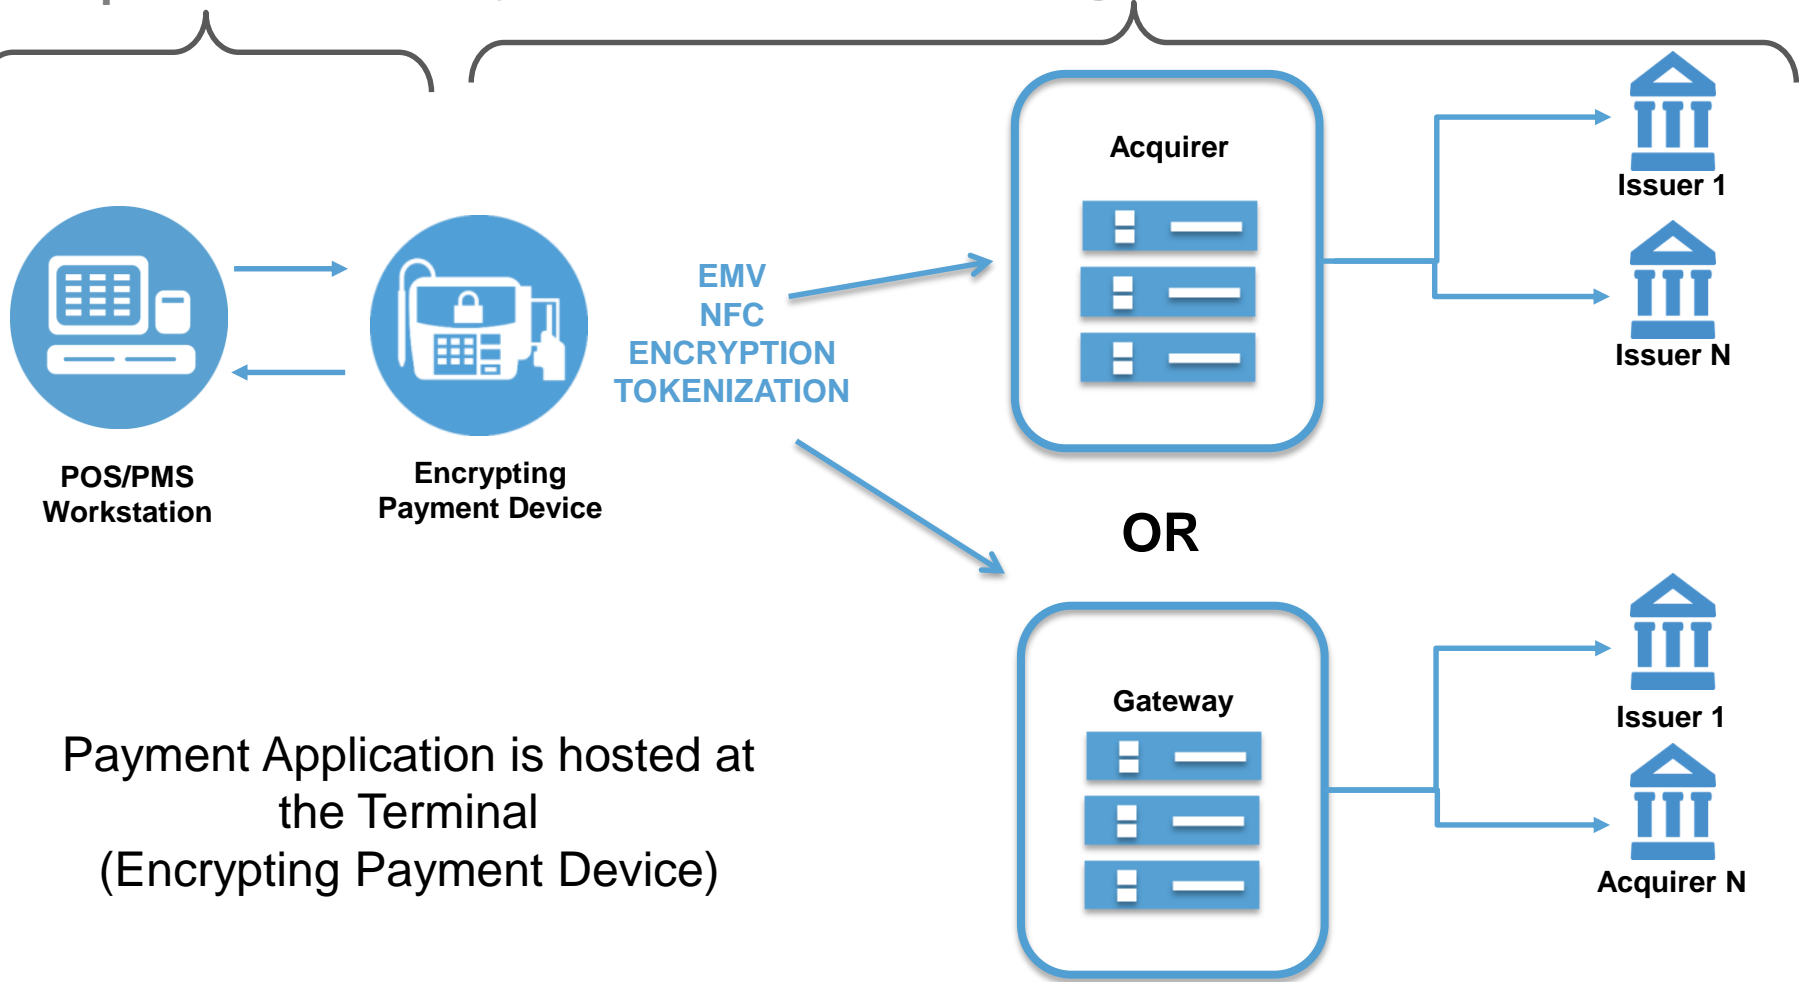 Acquirer
Issuer 1
Issuer N
EMV
NFC
ENCRYPTION
TOKENIZATION
POS/PMS
Workstation
Encrypting
Payment Device
OR
Gateway
Issuer 1
Acquirer N
Payment Application is hosted at
the Terminal
(Encrypting Payment Device)